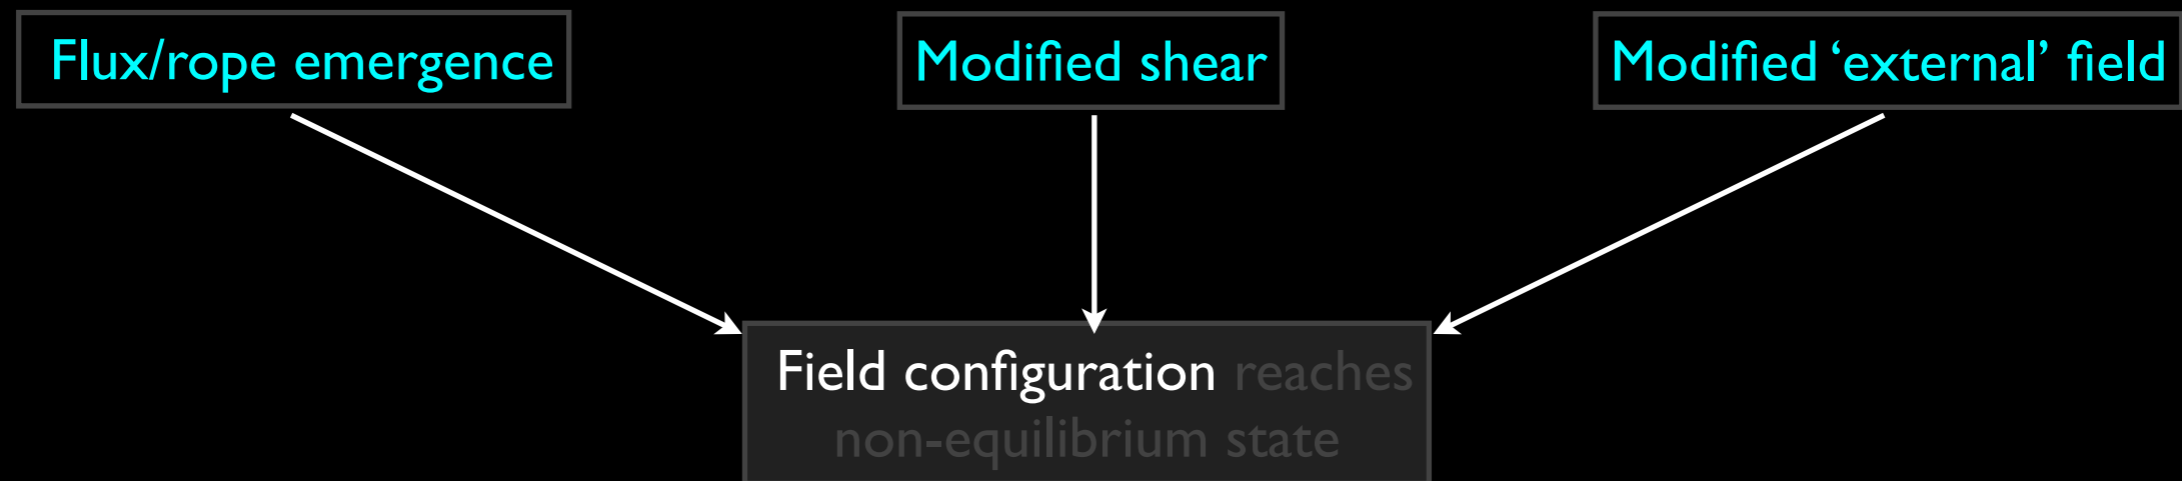 Flux/rope emergence
Modified shear
Modified ‘external’ field
Field configuration reaches
non-equilibrium state